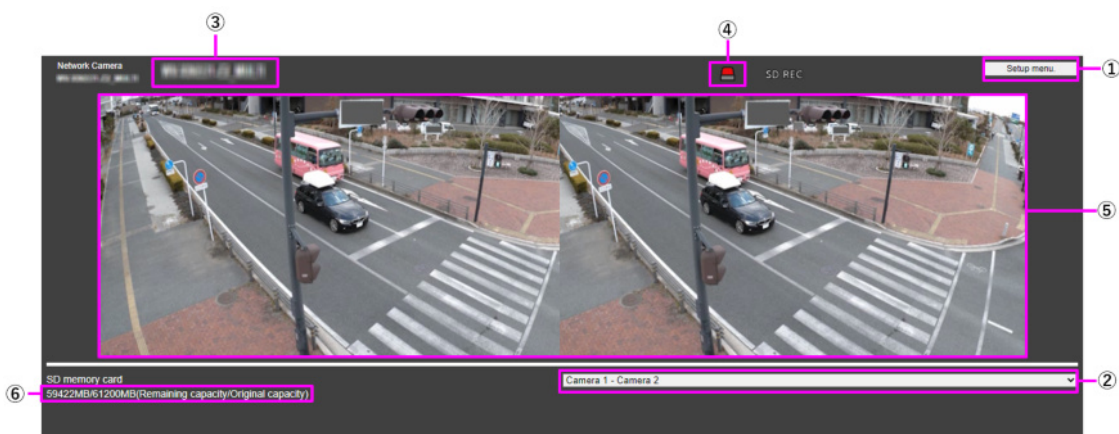 ③
④
Network Camera
SD REC
Setup menu.
①
⑤
SD memory card
Camera 1 - Camera 2
②
⑥
59422MB/61200MB(Remaining capacity/Original capacity)